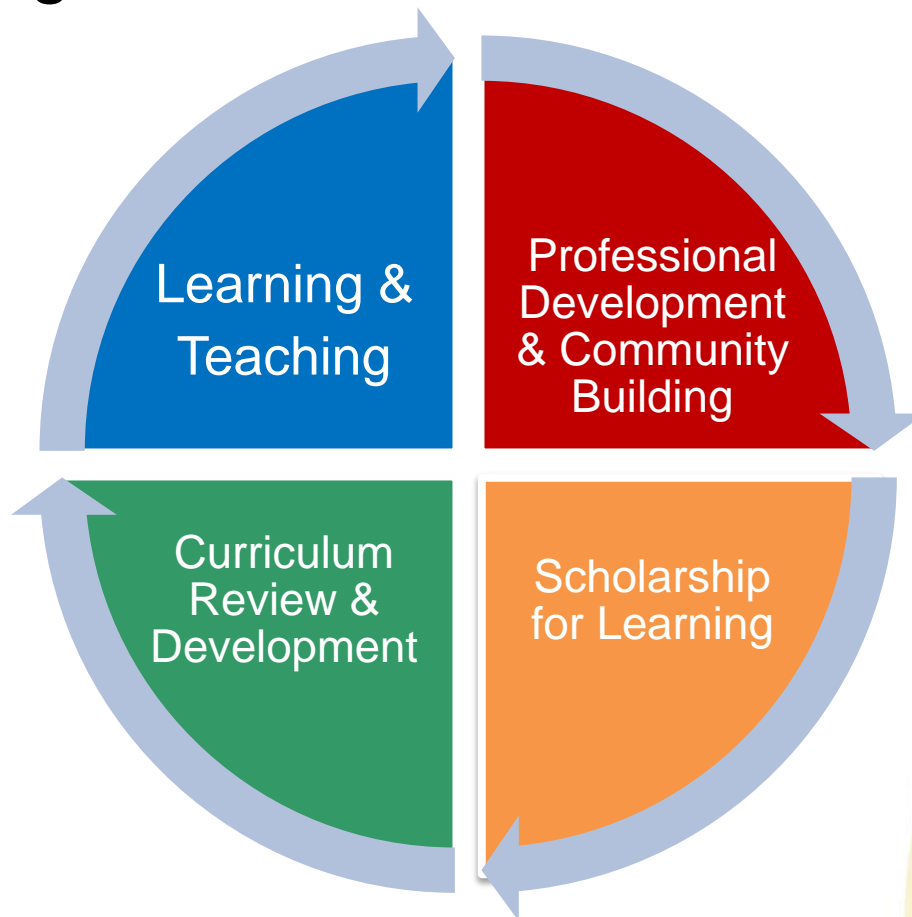 Learning &
Teaching
Professional
Development
& Community
Building
Curriculum
Review &
Development
Scholarship
for Learning